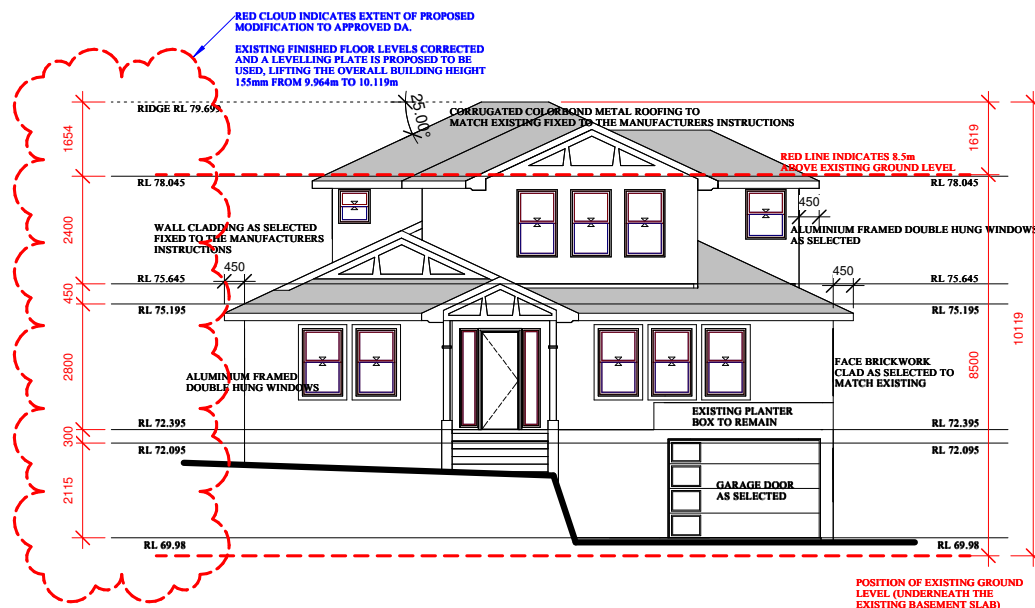 RED CLOUD INDICATES EXTENT OF PROPOSED
MODIFICATION TO APPROVED DA.
EXISTING FINISHED FLOOR LEVELS CORRECTED
AND A LEVELLING PLATE IS PROPOSED TO BE
USED, LIFTING THE OVERALL BUILDING HEIGHT
155mm FROM 9.964m TO 10.119m
RIDGE RL 79.695
25.00°
CORRUGATED COLORBOND METAL ROOFING TO
MATCH EXISTING FIXED TO THE MANUFACTURERS INSTRUCTIONS
1654
1619
RED LINE INDICATES 8.5m
ABOVE EXISTING GROUND LEVEL
RL 78.045
RL 78.045
450
2400
WALL CLADDING AS SELECTED
FIXED TO THE MANUFACTURERS
INSTRUCTIONS
ALUMINIUM FRAMED DOUBLE HUNG WINDOWS
AS SELECTED
450
450
RL 75.645
RL 75.645
450
RL 75.195
RL 75.195
10119
2800
8500
ALUMINIUM FRAMED
DOUBLE HUNG WINDOWS
FACE BRICKWORK
CLAD AS SELECTED TO
MATCH EXISTING
EXISTING PLANTER
BOX TO REMAIN
RL 72.395
RL 72.395
300
RL 72.095
RL 72.095
2115
GARAGE DOOR
AS SELECTED
RL 69.98
RL 69.98
POSITION OF EXISTING GROUND
LEVEL (UNDERNEATH THE
EXISTING BASEMENT SLAB)